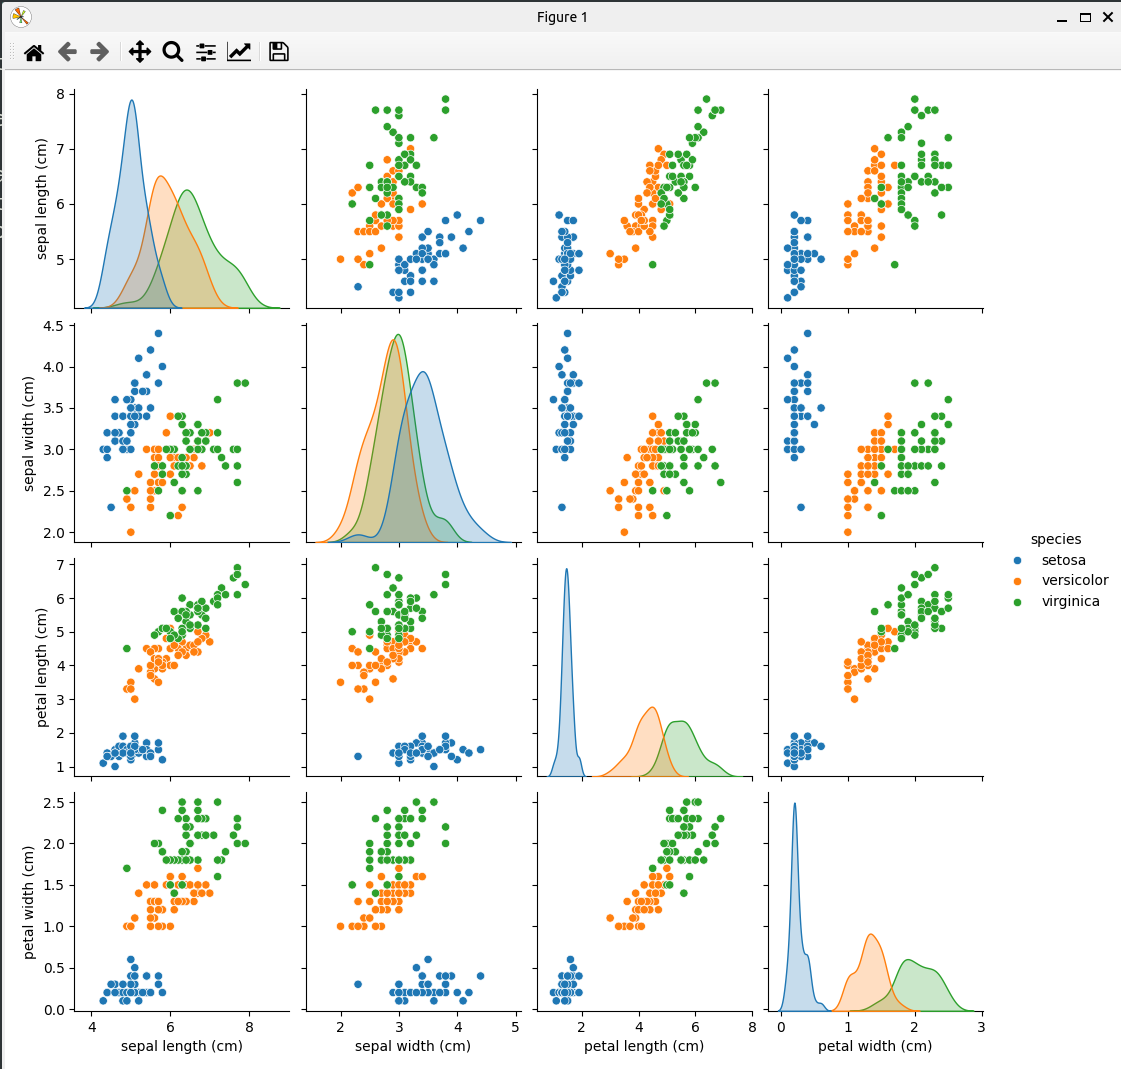 Figure 1
8
7
6
5
sepal length (cm)
4.5
4.0
3.5
3.0
2.5
2.0
sepal width (cm)
species
setosa
versicolor
virginica
7
6
5
4
3
2
1
petal length (cm)
2.5
2.0
1.5
1.0
0.5
0.0
petal width (cm)
4 6 8
2 3 4 5
2 4 6 8
0 1 2 3
sepal length (cm)
sepal width (cm)
petal length (cm)
petal width (cm)